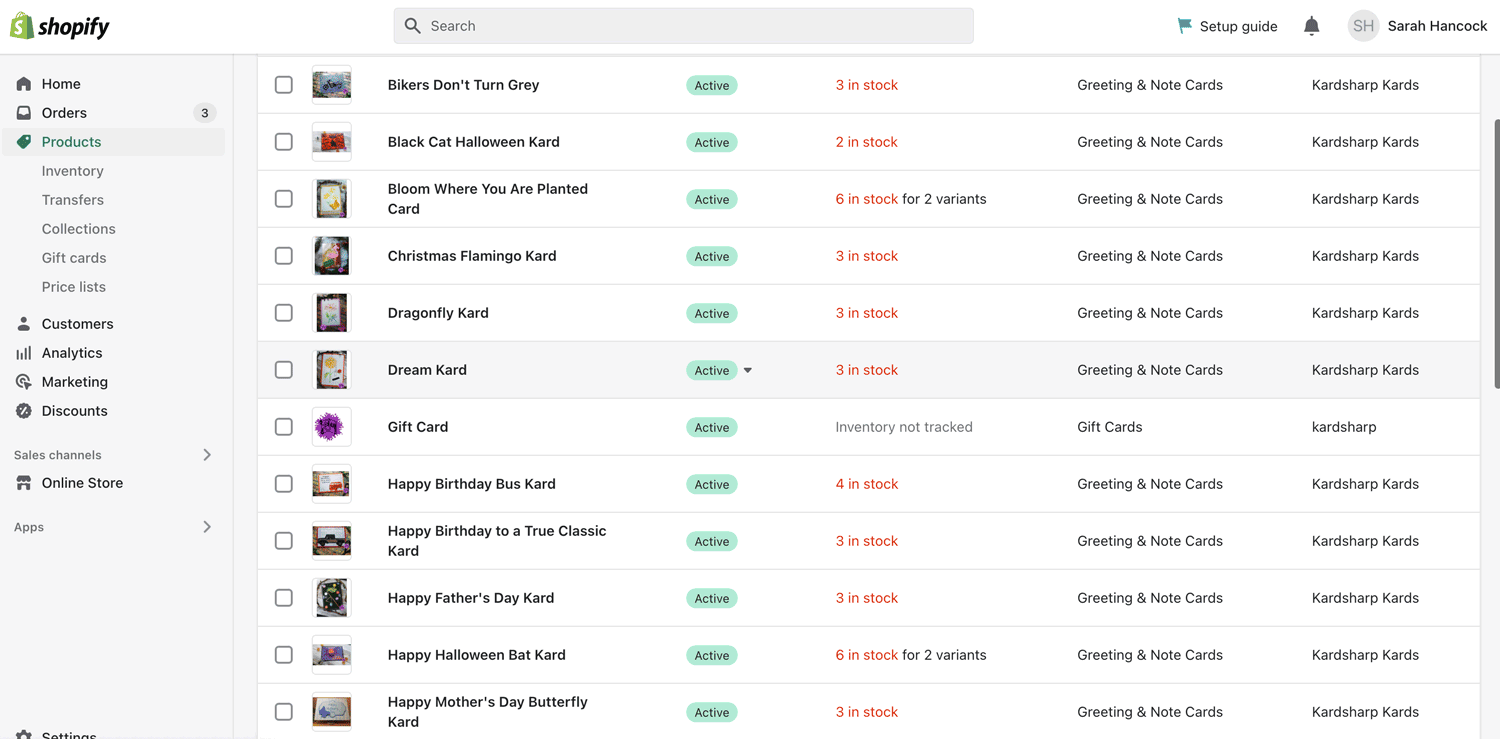 shopify
Search
Setup guide
SH
Sarah Hancock
Home
Orders
3
Products
Inventory
Transfers
Collections
Gift cards
Price lists
Customers
Analytics
Marketing
Discounts
Sales channels
Online Store
Apps
Settings
Bikers Don't Turn Grey Active 3 in stock Greeting & Note Cards Kardsharp Kards
Black Cat Halloween Kard Active 2 in stock Greeting & Note Cards Kardsharp Kards
Bloom Where You Are Planted
Card Active 6 in stock for 2 variants Greeting & Note Cards Kardsharp Kards
Christmas Flamingo Kard Active 3 in stock Greeting & Note Cards Kardsharp Kards
Dragonfly Kard Active 3 in stock Greeting & Note Cards Kardsharp Kards
Dream Kard Active 3 in stock Greeting & Note Cards Kardsharp Kards
Gift Card Active Inventory not tracked Gift Cards kardsharp
Happy Birthday Bus Kard Active 4 in stock Greeting & Note Cards Kardsharp Kards
Happy Birthday to a True Classic
Kard Active 3 in stock Greeting & Note Cards Kardsharp Kards
Happy Father's Day Kard Active 3 in stock Greeting & Note Cards Kardsharp Kards
Happy Halloween Bat Kard Active 6 in stock for 2 variants Greeting & Note Cards Kardsharp Kards
Happy Mother's Day Butterfly
Kard Active 3 in stock Greeting & Note Cards Kardsharp Kards